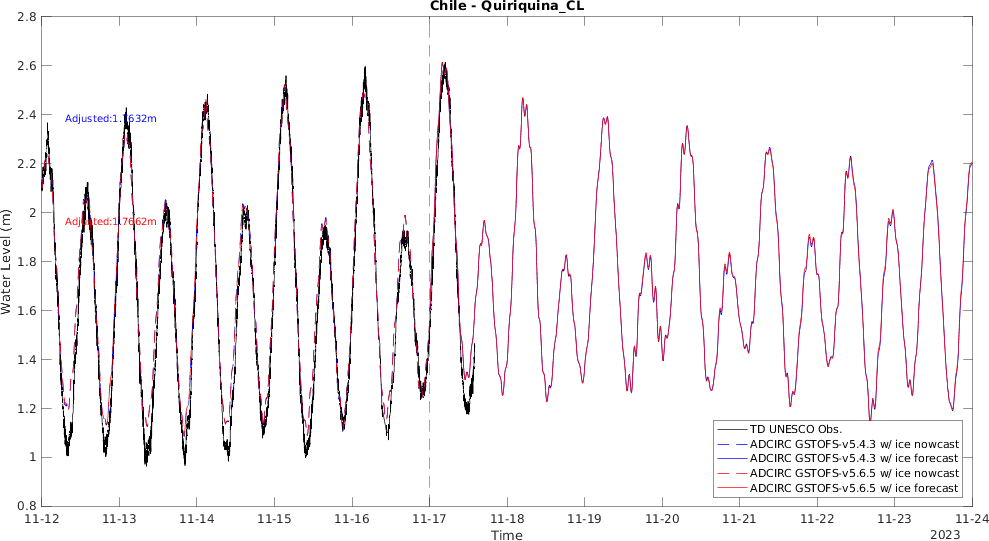 Chile - Quiriquina_CL
2.8
2.6
2.4
2.2
2
1.8
1.6
1.4
1.2
1
0.8
Water Level (m)
Adjusted:1.7632m
Adjusted:1.7662m
TD UNESCO Obs.
ADCIRC GSTOFS-v5.4.3 w/ ice nowcast
ADCIRC GSTOFS-v5.4.3 w/ ice forecast
ADCIRC GSTOFS-v5.6.5 w/ ice nowcast
ADCIRC GSTOFS-v5.6.5 w/ ice forecast
11-12 11-13 11-14 11-15 11-16 11-17 11-18 11-19 11-20 11-21 11-22 11-23 11-24
Time
2023